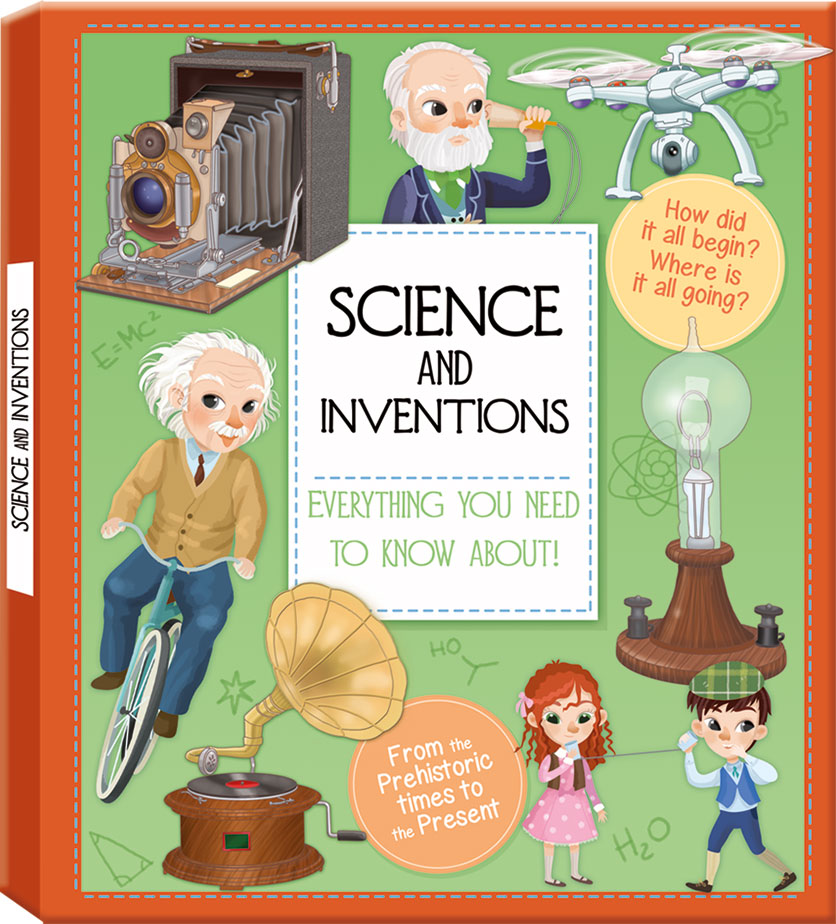 SCIENCE AND INVENTIONS
How did
it all begin?
Where is
it all going?
SCIENCE
AND
INVENTIONS
E=MC²
EVERYTHING YOU NEED
TO KNOW ABOUT!
HO
From the
Prehistoric
times to
the Present
H₂O